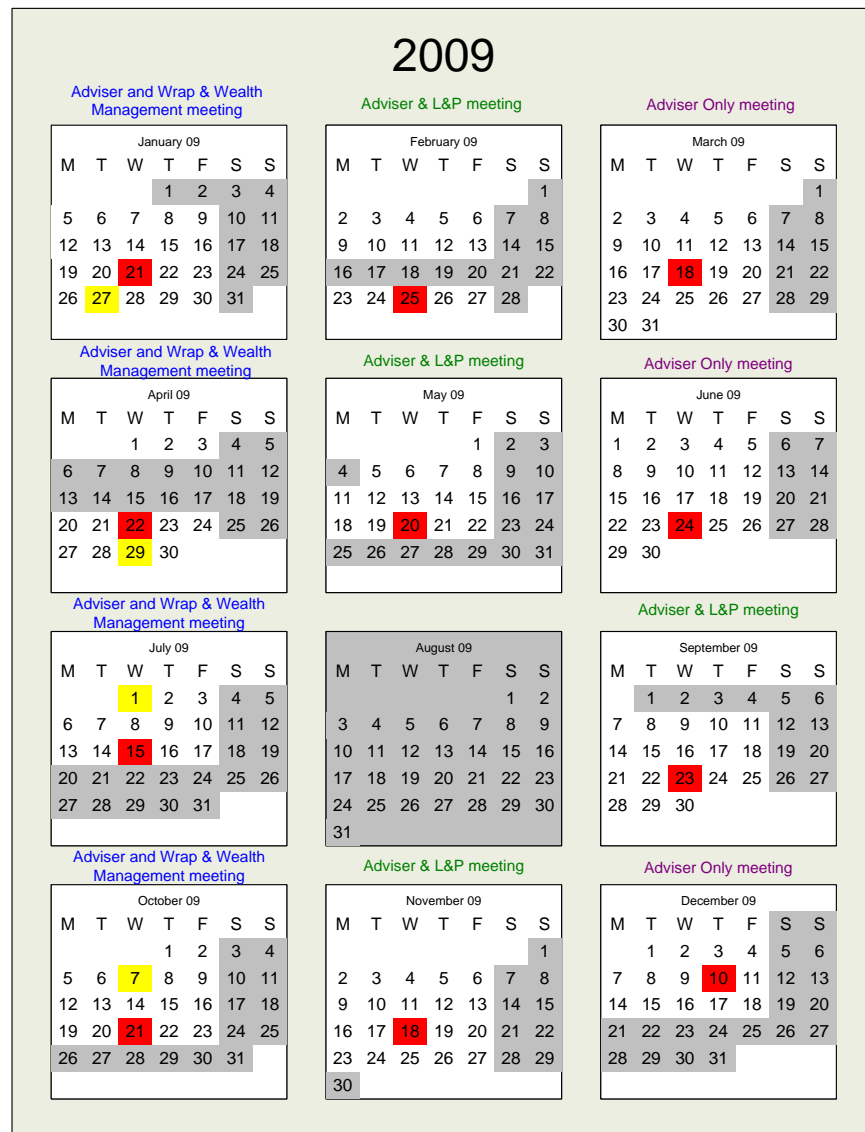 2009
Adviser and Wrap & Wealth
Management meeting
Adviser & L&P meeting
Adviser Only meeting
January 09
M T W T F S S
1 2 3 4
5 6 7 8 9 10 11
12 13 14 15 16 17 18
19 20 21 22 23 24 25
26 27 28 29 30 31
February 09
M T W T F S S
1
2 3 4 5 6 7 8
9 10 11 12 13 14 15
16 17 18 19 20 21 22
23 24 25 26 27 28
March 09
M T W T F S S
1
2 3 4 5 6 7 8
9 10 11 12 13 14 15
16 17 18 19 20 21 22
23 24 25 26 27 28 29
30 31
Adviser and Wrap & Wealth
Management meeting
Adviser & L&P meeting
Adviser Only meeting
April 09
M T W T F S S
1 2 3 4 5
6 7 8 9 10 11 12
13 14 15 16 17 18 19
20 21 22 23 24 25 26
27 28 29 30
May 09
M T W T F S S
1 2 3
4 5 6 7 8 9 10
11 12 13 14 15 16 17
18 19 20 21 22 23 24
25 26 27 28 29 30 31
June 09
M T W T F S S
1 2 3 4 5 6 7
8 9 10 11 12 13 14
15 16 17 18 19 20 21
22 23 24 25 26 27 28
29 30
Adviser and Wrap & Wealth
Management meeting
Adviser & L&P meeting
July 09
M T W T F S S
1 2 3 4 5
6 7 8 9 10 11 12
13 14 15 16 17 18 19
20 21 22 23 24 25 26
27 28 29 30 31
August 09
M T W T F S S
1 2
3 4 5 6 7 8 9
10 11 12 13 14 15 16
17 18 19 20 21 22 23
24 25 26 27 28 29 30
31
September 09
M T W T F S S
1 2 3 4 5 6
7 8 9 10 11 12 13
14 15 16 17 18 19 20
21 22 23 24 25 26 27
28 29 30
Adviser and Wrap & Wealth
Management meeting
Adviser & L&P meeting
Adviser Only meeting
October 09
M T W T F S S
1 2 3 4
5 6 7 8 9 10 11
12 13 14 15 16 17 18
19 20 21 22 23 24 25
26 27 28 29 30 31
November 09
M T W T F S S
1
2 3 4 5 6 7 8
9 10 11 12 13 14 15
16 17 18 19 20 21 22
23 24 25 26 27 28 29
30
December 09
M T W T F S S
1 2 3 4 5 6
7 8 9 10 11 12 13
14 15 16 17 18 19 20
21 22 23 24 25 26 27
28 29 30 31